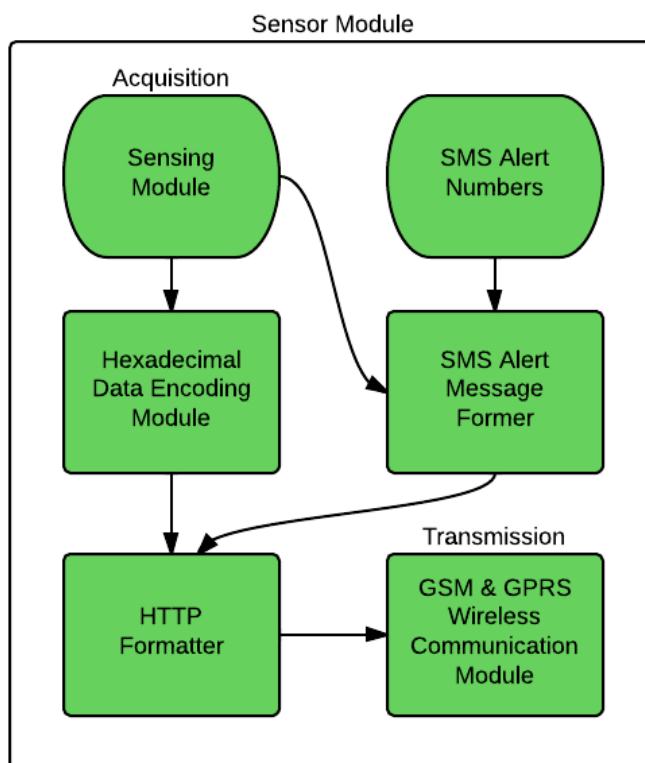 Sensor Module
Acquisition
Sensing
Module
SMS Alert
Numbers
Hexadecimal
Data Encoding
Module
SMS Alert
Message
Former
HTTP
Formatter
Transmission
GSM & GPRS
Wireless
Communication
Module